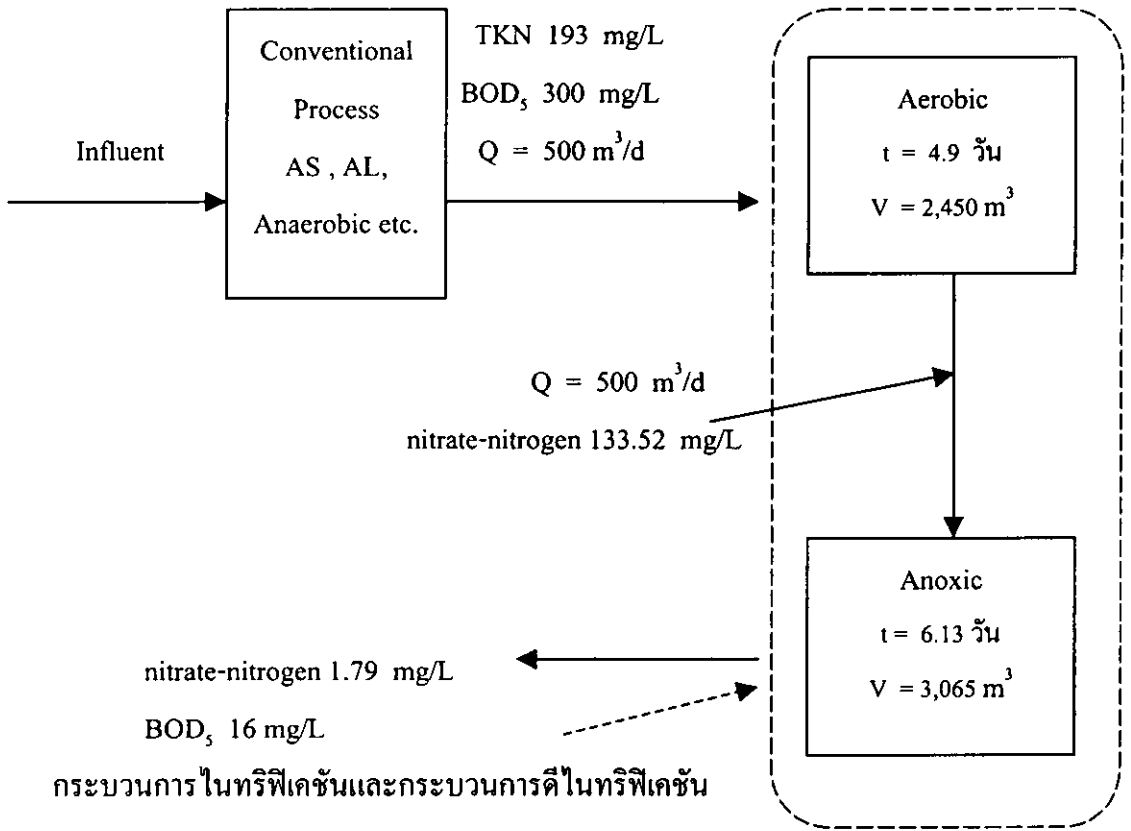 Influent
Conventional
Process
AS , AL,
Anaerobic etc.
TKN 193 mg/L
BOD₅ 300 mg/L
Q = 500 m³/d
Aerobic
t = 4.9 วัน
V = 2,450 m³
Q = 500 m³/d
nitrate-nitrogen 133.52 mg/L
Anoxic
t = 6.13 วัน
V = 3,065 m³
nitrate-nitrogen 1.79 mg/L
BOD₅ 16 mg/L
กระบวนการไนทริฟิเคชันและกระบวนการดีไนทริฟิเคชัน